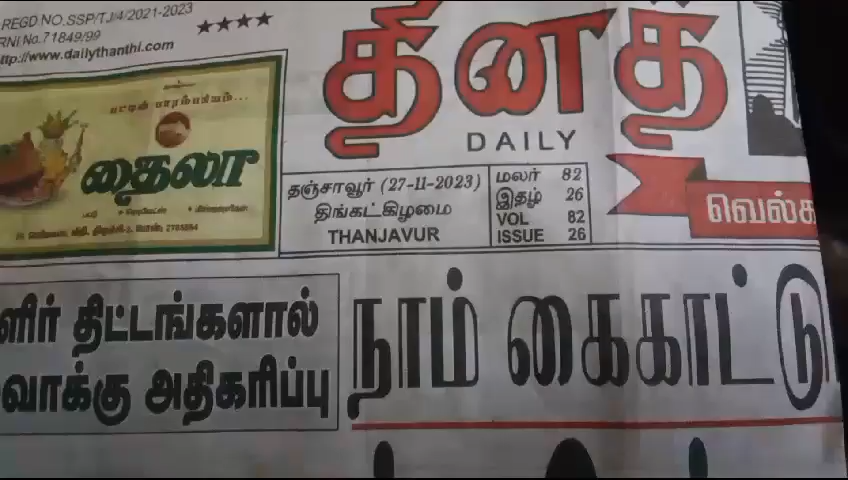 REGD NO.SSP/TJ/4/2021-2023
RNI No.71849/99
http://www.dailythanthi.com
★★★★
தினத்
DAILY
தைலா
தஞ்சாவூர் (27-11-2023)
திங்கட்கிழமை
THANJAVUR
மலர் 82
இதழ் 26
VOL 82
ISSUE 26
வெல்க
ளிர் திட்டங்களால்
வாக்கு அதிகரிப்பு
நாம் கைகாட்டு